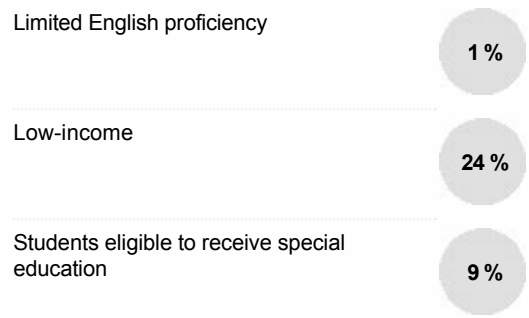 Limited English proficiency
1 %
Low-income
24 %
Students eligible to receive special
education
9 %